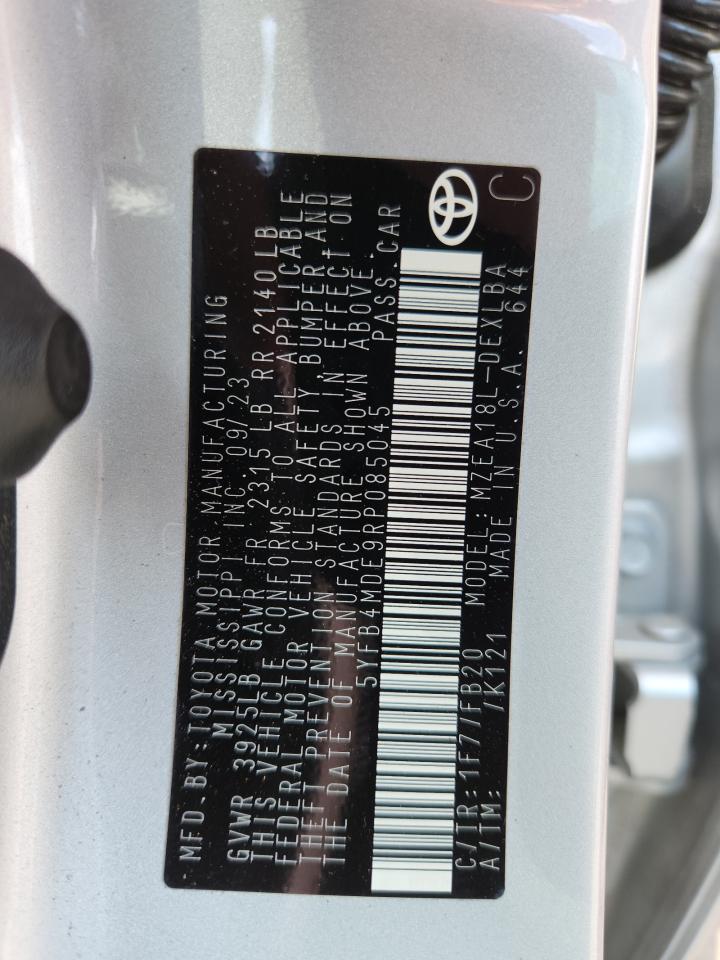 MFD.BY:TOYOTA MOTOR MANUFACTURING
MISSISSIPPI INC 09/23
GVWR 3925LB GAWR FR 2315 LB RR 2140LB
THIS VEHICLE CONFORMS TO ALL APPLICABLE
FEDERAL MOTOR VEHICLE SAFETY, BUMPER, AND
THEFT PREVENTION STANDARDS IN EFFECT ON
THE DATE OF MANUFACTURE SHOWN ABOVE.
5YFB4MDE9RP085045 PASS.CAR
C/TR:1F7/FB20 MODEL:MZEA18L-DEXLBA
A/TM: /K121 MADE IN U.S.A. 644
C